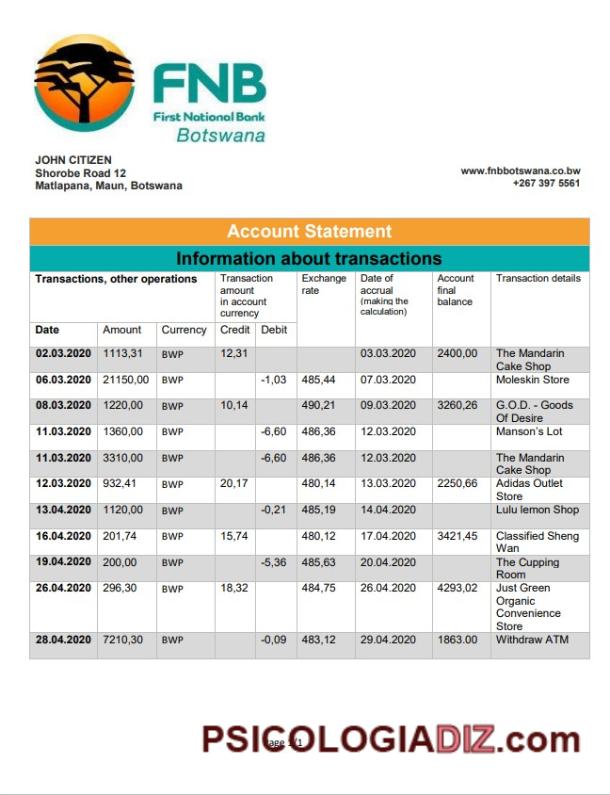 FNB
First National Bank
Botswana
JOHN CITIZEN
Shorobe Road 12
Matlapana, Maun, Botswana
www.fnbbotswana.co.bw
+267 397 5561
Account Statement
Information about transactions
Transactions, other operations Transaction amount in account currency Exchange rate Date of accrual (making the calculation) Account final balance Transaction details
Date Amount Currency Credit Debit
02.03.2020 1113,31 BWP 12,31 03.03.2020 2400,00 The Mandarin Cake Shop
06.03.2020 21150,00 BWP -1,03 485,44 07.03.2020 Moleskin Store
08.03.2020 1220,00 BWP 10,14 490,21 09.03.2020 3260,26 G.O.D. - Goods Of Desire
11.03.2020 1360,00 BWP -6,60 486,36 12.03.2020 Manson's Lot
11.03.2020 3310,00 BWP -6,60 486,36 12.03.2020 The Mandarin Cake Shop
12.03.2020 932,41 BWP 20,17 480,14 13.03.2020 2250,66 Adidas Outlet Store
13.04.2020 1120,00 BWP -0,21 485,19 14.04.2020 Lulu lemon Shop
16.04.2020 201,74 BWP 15,74 480,12 17.04.2020 3421,45 Classified Sheng Wan
19.04.2020 200,00 BWP -5,36 485,63 20.04.2020 The Cupping Room
26.04.2020 296,30 BWP 18,32 484,75 26.04.2020 4293,02 Just Green Organic Convenience Store
28.04.2020 7210,30 BWP -0,09 483,12 29.04.2020 1863.00 Withdraw ATM
PSICOLOGIADIZ.com